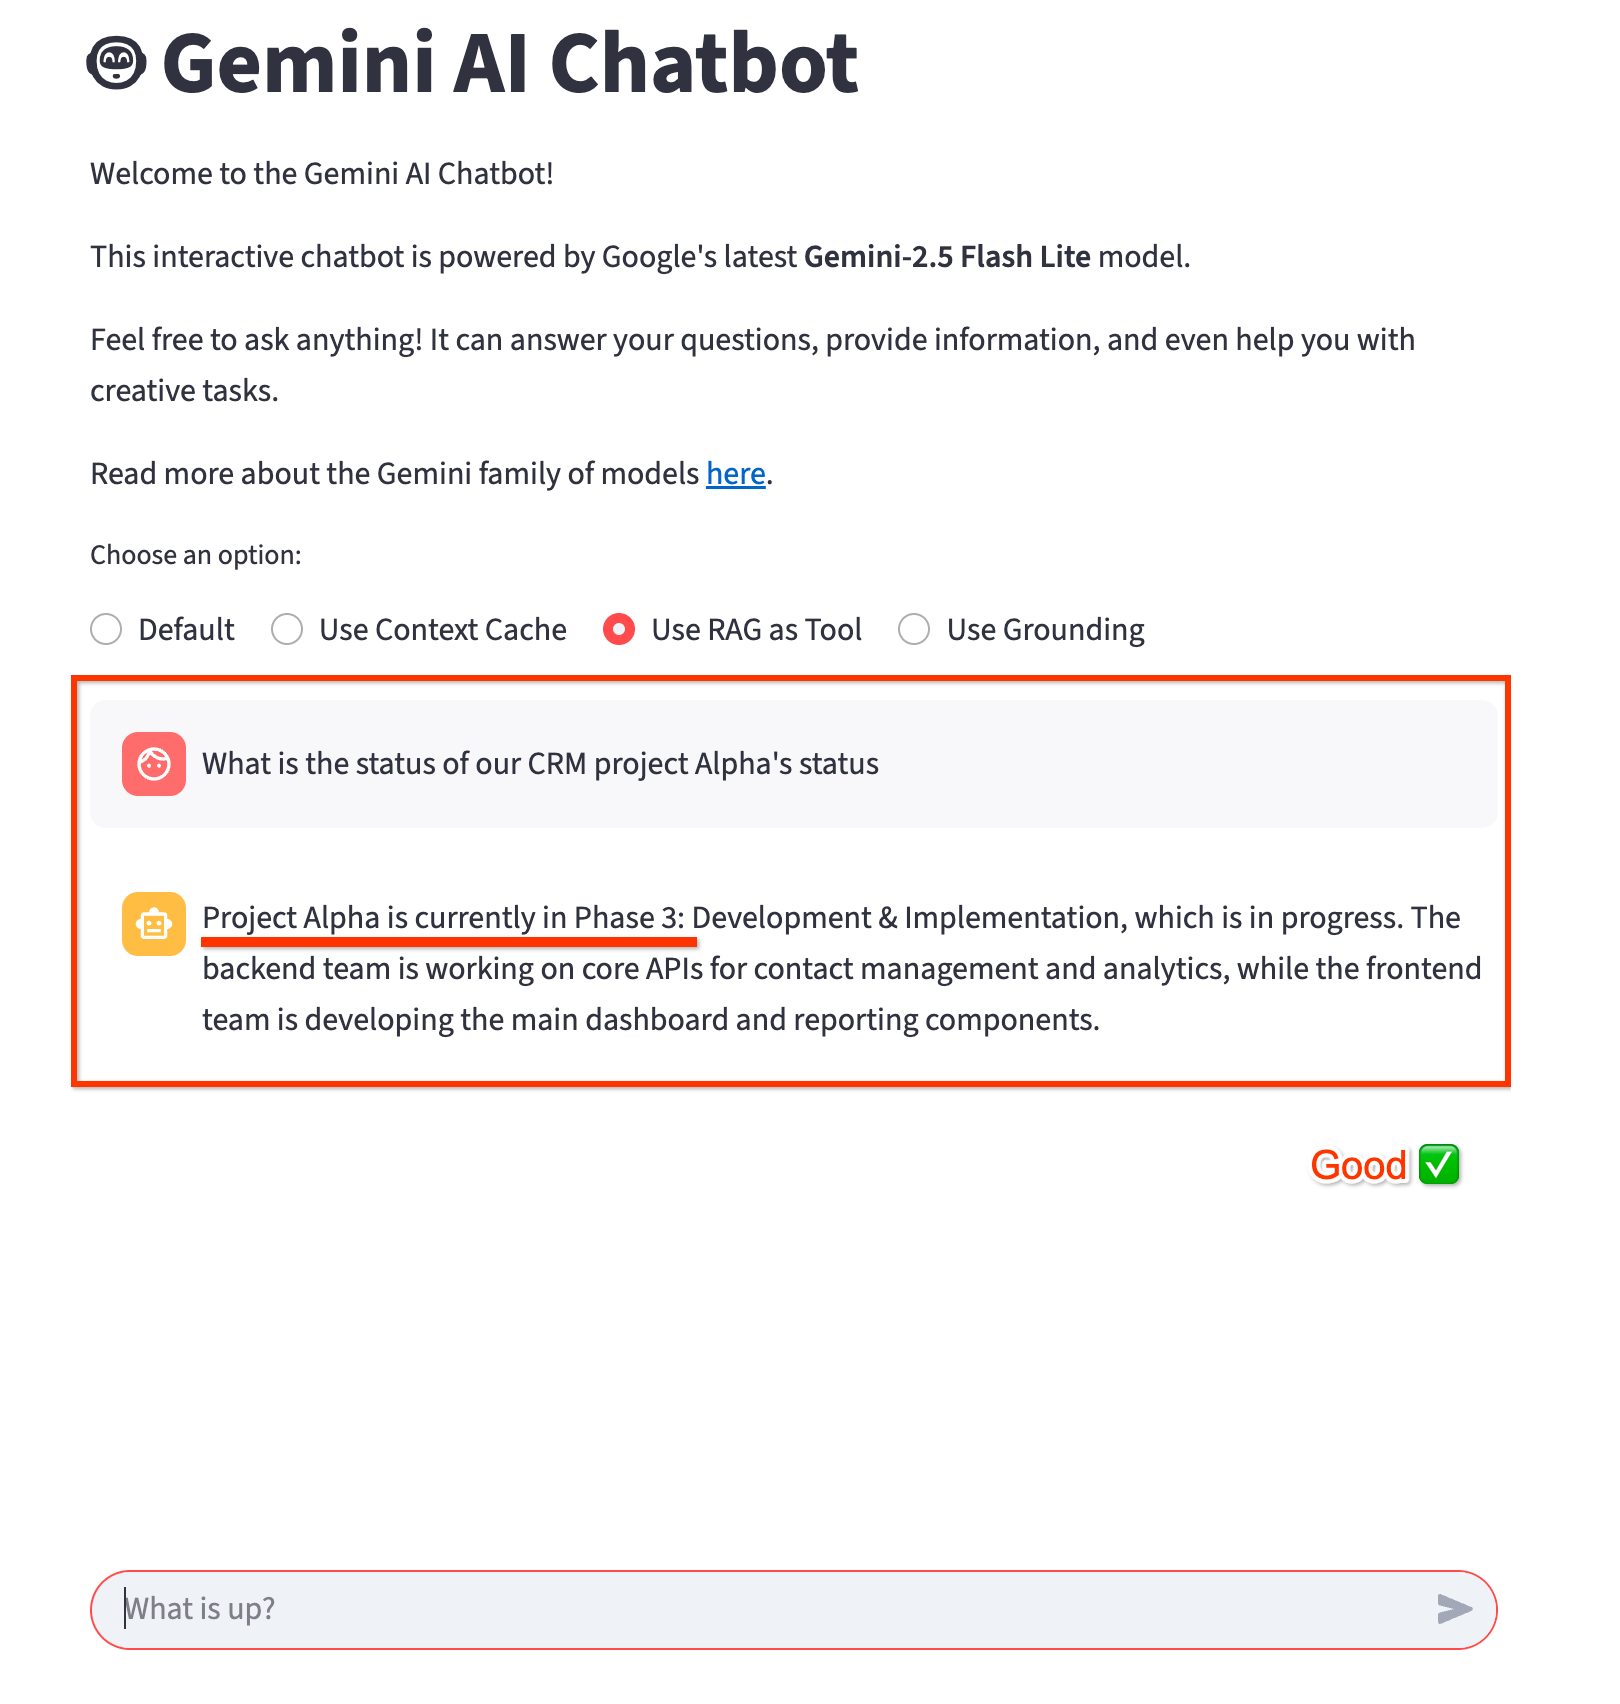 Gemini AI Chatbot
Welcome to the Gemini AI Chatbot!
This interactive chatbot is powered by Google's latest Gemini-2.5 Flash Lite model.
Feel free to ask anything! It can answer your questions, provide information, and even help you with
creative tasks.
Read more about the Gemini family of models here.
Choose an option:
Default Use Context Cache Use RAG as Tool Use Grounding
What is the status of our CRM project Alpha's status
Project Alpha is currently in Phase 3: Development & Implementation, which is in progress. The
backend team is working on core APIs for contact management and analytics, while the frontend
team is developing the main dashboard and reporting components.
Good ✅
What is up?